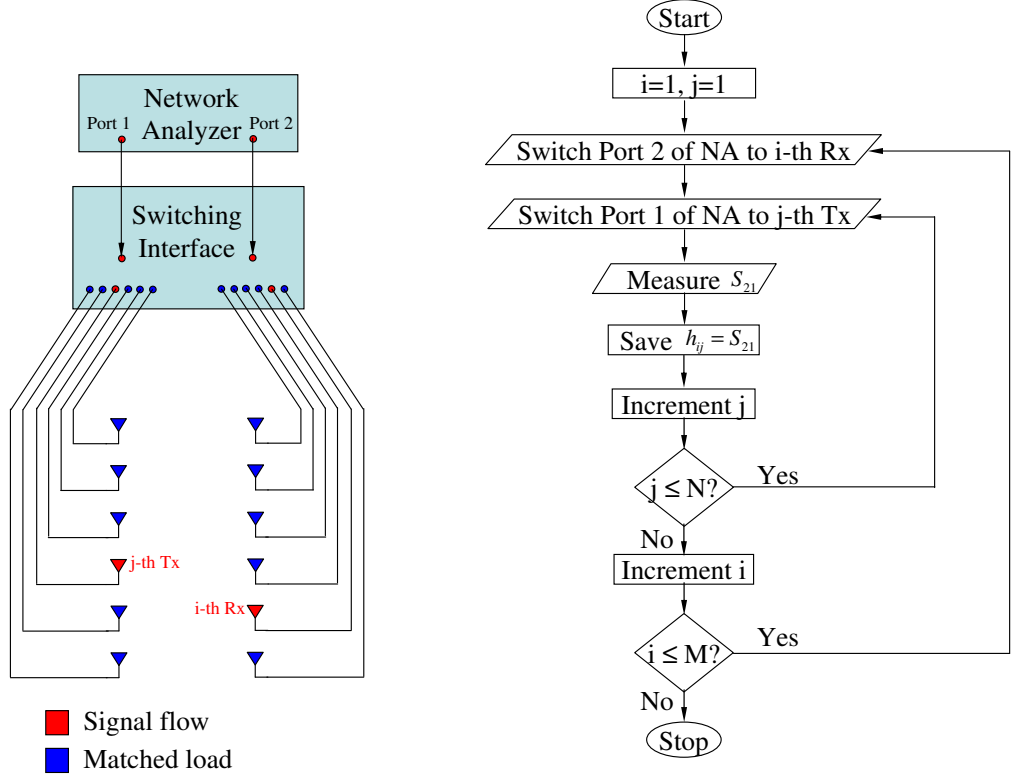 Network
Analyzer
Port 1
Port 2
Switching
Interface
j-th Tx
i-th Rx
Signal flow
Matched load
Start
i=1, j=1
Switch Port 2 of NA to i-th Rx
Switch Port 1 of NA to j-th Tx
Measure S₂₁
Save hᵢⱼ = S₂₁
Increment j
j ≤ N?
Yes
No
Increment i
i ≤ M?
Yes
No
Stop